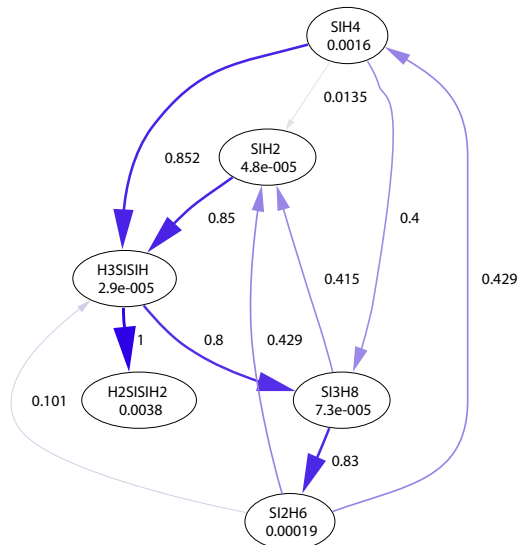 SIH4
0.0016
0.0135
SIH2
4.8e-005
0.852
0.85
0.4
H3SISIH
2.9e-005
0.415
0.429
1
0.8
0.429
H2SISIH2
0.0038
SI3H8
7.3e-005
0.101
0.83
SI2H6
0.00019